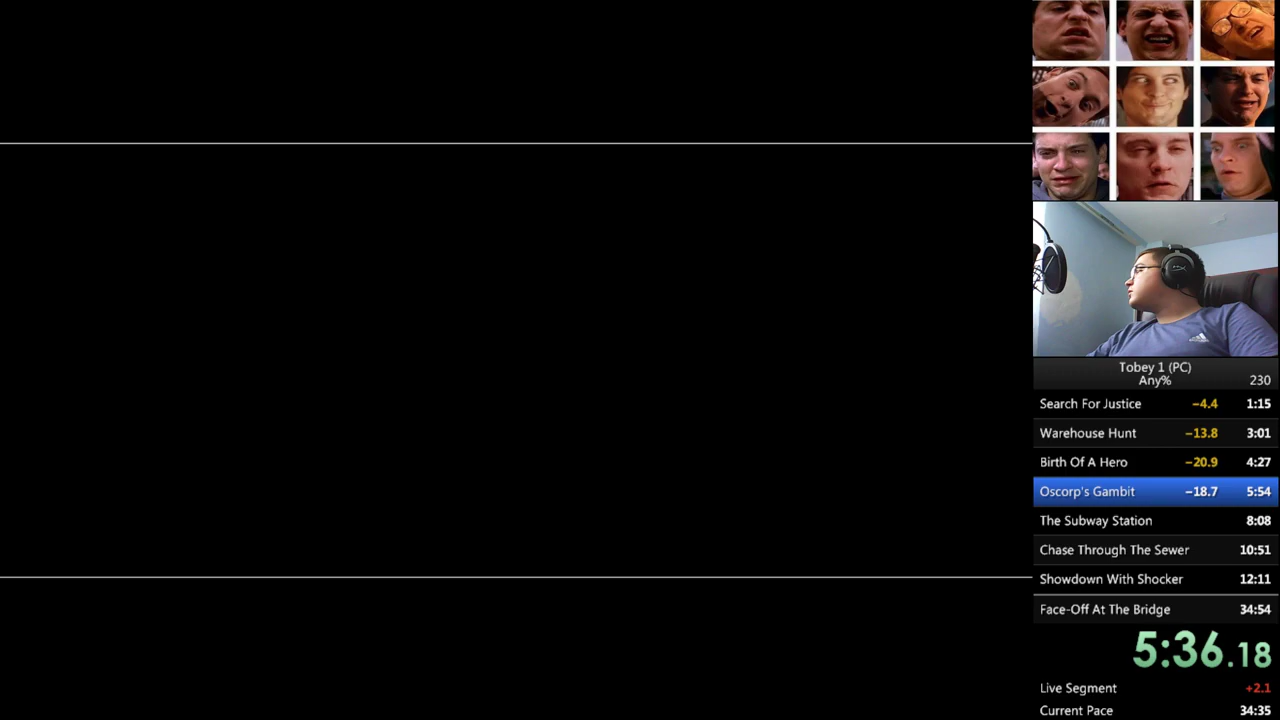 Tobey 1 (PC)
Any% 230
Search For Justice −4.4 1:15
Warehouse Hunt −13.8 3:01
Birth Of A Hero −20.9 4:27
Oscorp's Gambit −18.7 5:54
The Subway Station 8:08
Chase Through The Sewer 10:51
Showdown With Shocker 12:11
Face-Off At The Bridge 34:54
5:36.18
Live Segment +2.1
Current Pace 34:35